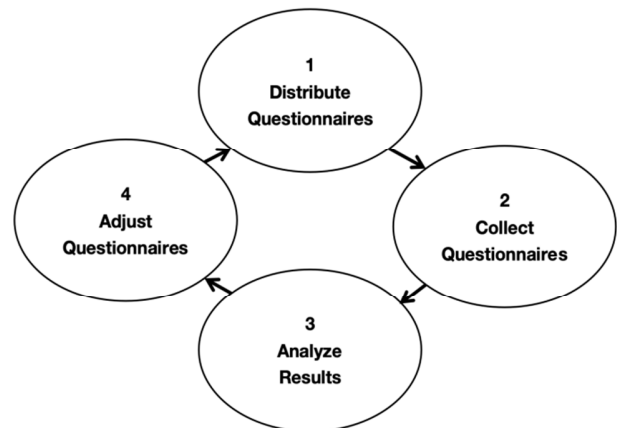 1
Distribute
Questionnaires
2
Collect
Questionnaires
3
Analyze
Results
4
Adjust
Questionnaires